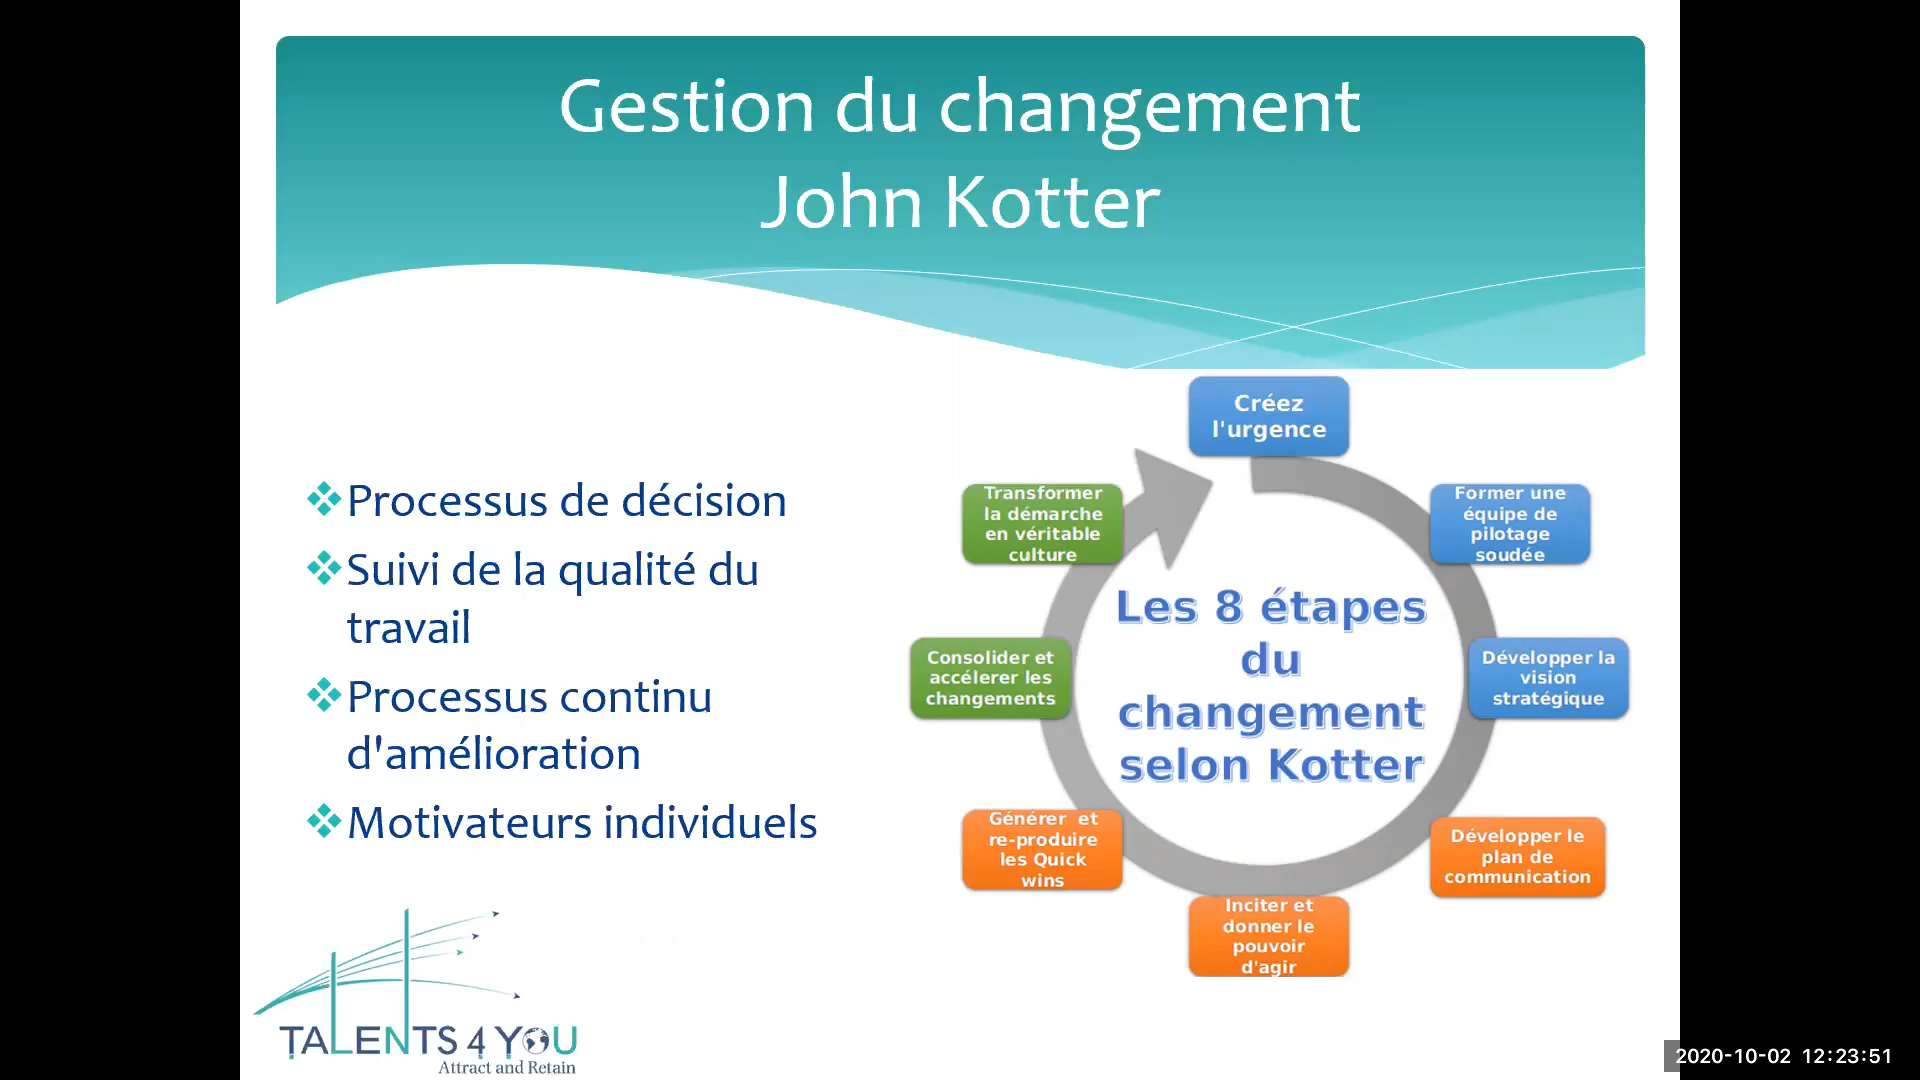 Gestion du changement
John Kotter
Processus de décision
Suivi de la qualité du
travail
Processus continu
d'amélioration
Motivateurs individuels
Créez
l'urgence
Former une
équipe de
pilotage
soudée
Développer la
vision
stratégique
Développer le
plan de
communication
Inciter et
donner le
pouvoir
d'agir
Générer et
re-produire
les Quick
wins
Consolider et
accélerer les
changements
Transformer
la démarche
en véritable
culture
Les 8 étapes
du
changement
selon Kotter
TALENTS 4 YOU
Attract and Retain
2020-10-02 12:23:51